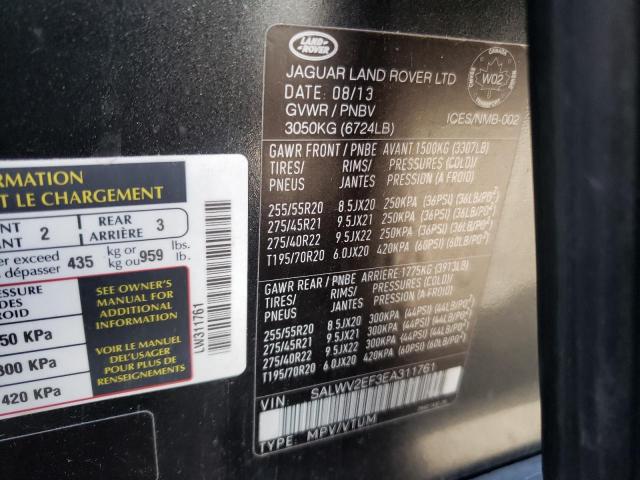 RMATION
T LE CHARGEMENT
NT 2 REAR 3
ANT ARRIÈRE
er exceed 435 kg or 959 lbs.
dépasser kg ou lb.
SURE
DES
ROID
50 KPa
300 KPa
420 KPa
SEE OWNER'S
MANUAL FOR
ADDITIONAL
INFORMATION
VOIR LE MANUEL
DEL'USAGER
POUR PLUS DE
RENSEIGNEMENTS
LW311761
LAND ROVER
JAGUAR LAND ROVER LTD
DATE: 08/13
GVWR / PNBV
3050KG (6724LB)
CANADA
W02
TRANSPORT
ICES/NMB-002
GAWR FRONT / PNBE AVANT 1500KG (3307LB)
TIRES/ RIMS/ PRESSURES (COLD)/
PNEUS JANTES PRESSION (A FROID)
255/55R20 8.5JX20 250KPA (36PSI) (36LB/PO²)
275/45R21 9.5JX21 250KPA (36PSI) (36LB/PO²)
275/40R22 9.5JX22 250KPA (36PSI) (36LB/PO²)
T195/70R20 6.0JX20 420KPA (60PSI) (60LB/PO²)
GAWR REAR / PNBE ARRIERE 1775KG (3913LB)
TIRES/ RIMS/ PRESSURES (COLD)/
PNEUS JANTES PRESSION (A FROID)
255/55R20 8.5JX20 300KPA (44PSI) (44LB/PO²)
275/45R21 9.5JX21 300KPA (44PSI) (44LB/PO²)
275/40R22 9.5JX22 300KPA (44PSI) (44LB/PO²)
T195/70R20 6.0JX20 420KPA (60PSI) (60LB/PO²)
VIN: SALWV2EF3EA311761
TYPE: MPV/VTUM